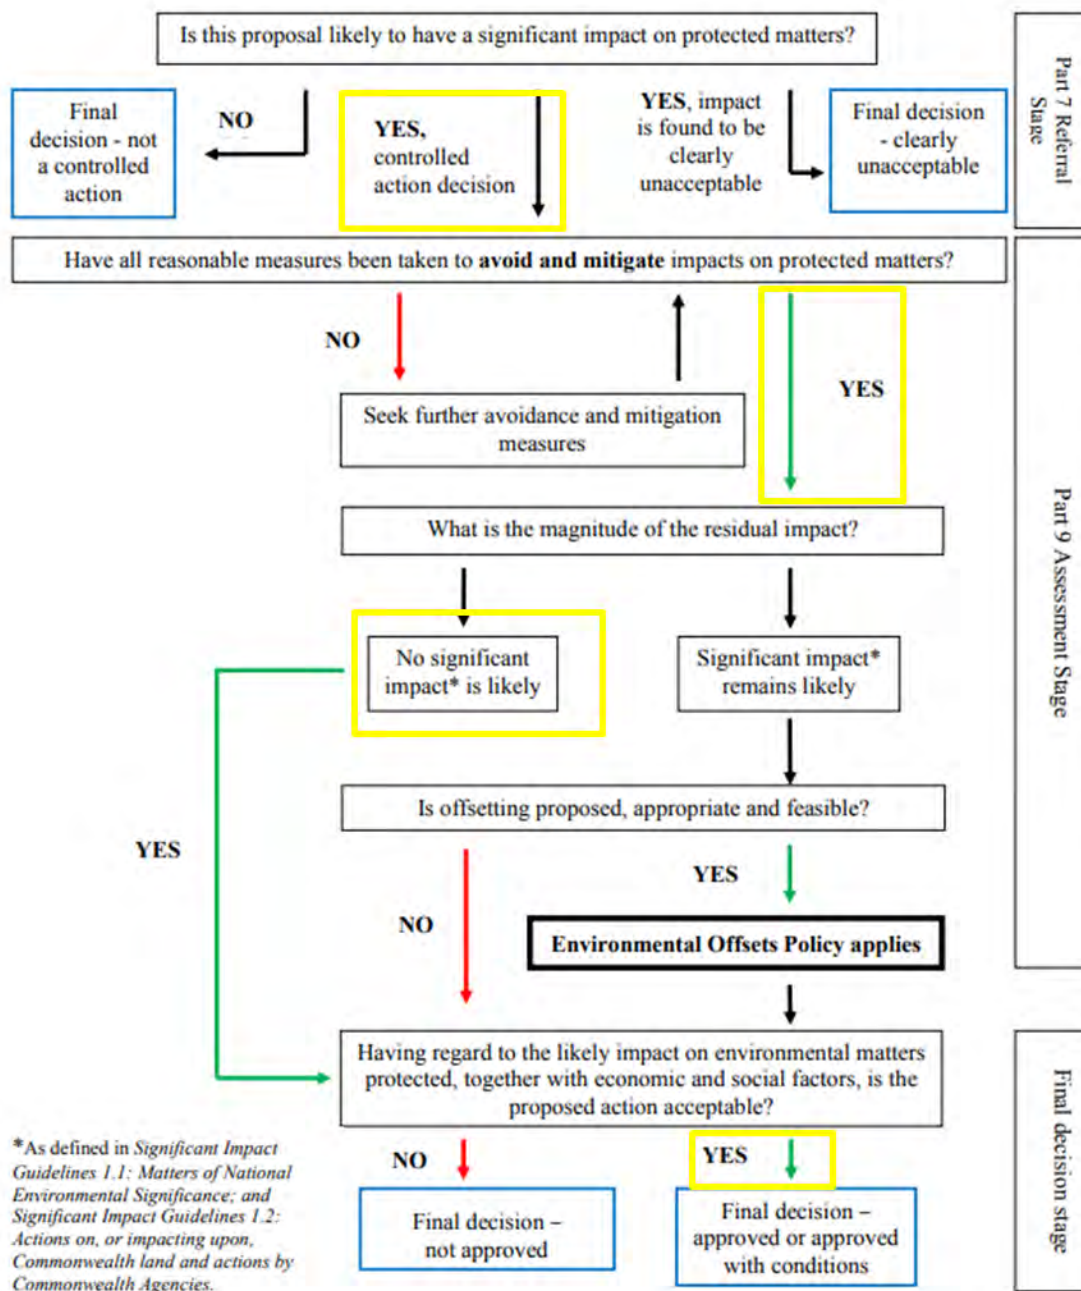 Is this proposal likely to have a significant impact on protected matters?
Final
decision - not
a controlled
action
NO
YES,
controlled
action decision
YES, impact
is found to be
clearly
unacceptable
Final decision
- clearly
unacceptable
Part 7 Referral
Stage
Have all reasonable measures been taken to avoid and mitigate impacts on protected matters?
NO
YES
Seek further avoidance and mitigation
measures
What is the magnitude of the residual impact?
No significant
impact* is likely
Significant impact*
remains likely
Part 9 Assessment Stage
Is offsetting proposed, appropriate and feasible?
YES
NO
YES
Environmental Offsets Policy applies
Having regard to the likely impact on environmental matters
protected, together with economic and social factors, is the
proposed action acceptable?
NO
YES
Final decision –
not approved
Final decision –
approved or approved
with conditions
Final decision stage
*As defined in Significant Impact
Guidelines 1.1: Matters of National
Environmental Significance; and
Significant Impact Guidelines 1.2:
Actions on, or impacting upon,
Commonwealth land and actions by
Commonwealth Agencies.